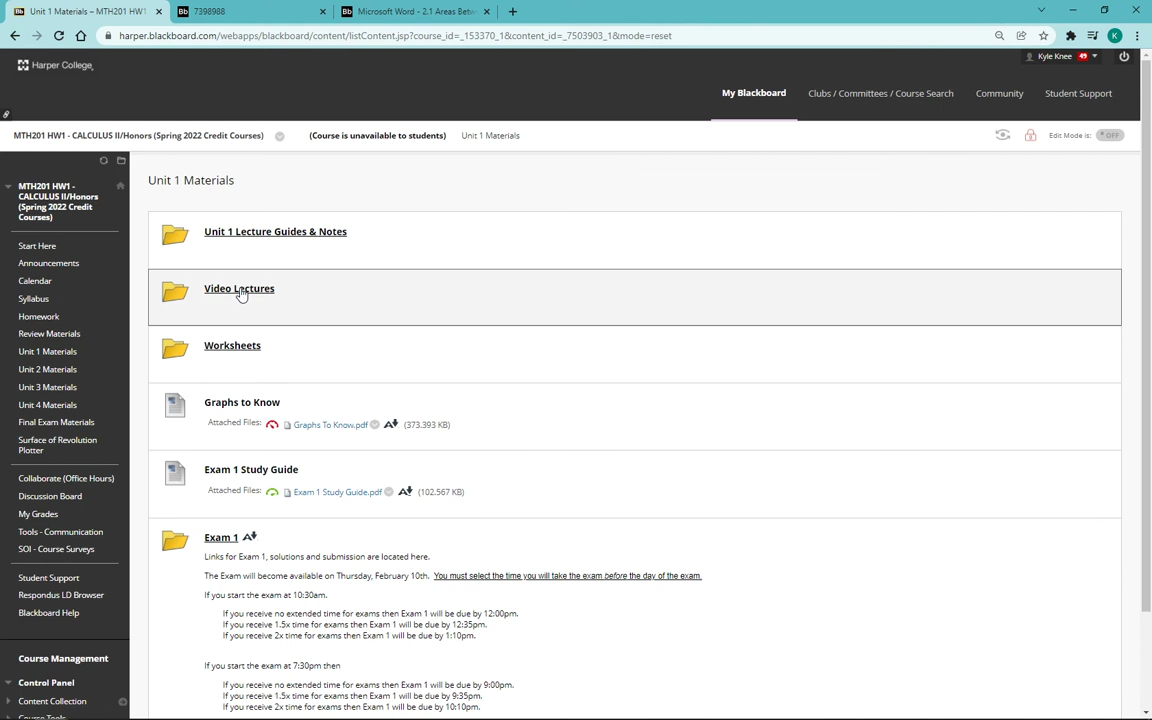 Unit 1 Materials – MTH201 HW1
7398988
Microsoft Word - 2.1 Areas Betw
harper.blackboard.com/webapps/blackboard/content/listContent.jsp?course_id=_153370_1&content_id=_7503903_1&mode=reset
K
Harper College
Kyle Knee 49
My Blackboard
Clubs / Committees / Course Search
Community
Student Support
MTH201 HW1 - CALCULUS II/Honors (Spring 2022 Credit Courses)
(Course is unavailable to students)
Unit 1 Materials
Edit Mode is: OFF
MTH201 HW1 -
CALCULUS II/Honors
(Spring 2022 Credit
Courses)
Start Here
Announcements
Calendar
Syllabus
Homework
Review Materials
Unit 1 Materials
Unit 2 Materials
Unit 3 Materials
Unit 4 Materials
Final Exam Materials
Surface of Revolution
Plotter
Collaborate (Office Hours)
Discussion Board
My Grades
Tools - Communication
SOI - Course Surveys
Student Support
Respondus LD Browser
Blackboard Help
Course Management
Control Panel
Content Collection
Course Tools
Unit 1 Materials
Unit 1 Lecture Guides & Notes
Video Lectures
Worksheets
Graphs to Know
Attached Files: Graphs To Know.pdf (373.393 KB)
Exam 1 Study Guide
Attached Files: Exam 1 Study Guide.pdf (102.567 KB)
Exam 1
Links for Exam 1, solutions and submission are located here.
The Exam will become available on Thursday, February 10th. You must select the time you will take the exam before the day of the exam.
If you start the exam at 10:30am.
If you receive no extended time for exams then Exam 1 will be due by 12:00pm.
If you receive 1.5x time for exams then Exam 1 will be due by 12:35pm.
If you receive 2x time for exams then Exam 1 will be due by 1:10pm.
If you start the exam at 7:30pm then
If you receive no extended time for exams then Exam 1 will be due by 9:00pm.
If you receive 1.5x time for exams then Exam 1 will be due by 9:35pm.
If you receive 2x time for exams then Exam 1 will be due by 10:10pm.